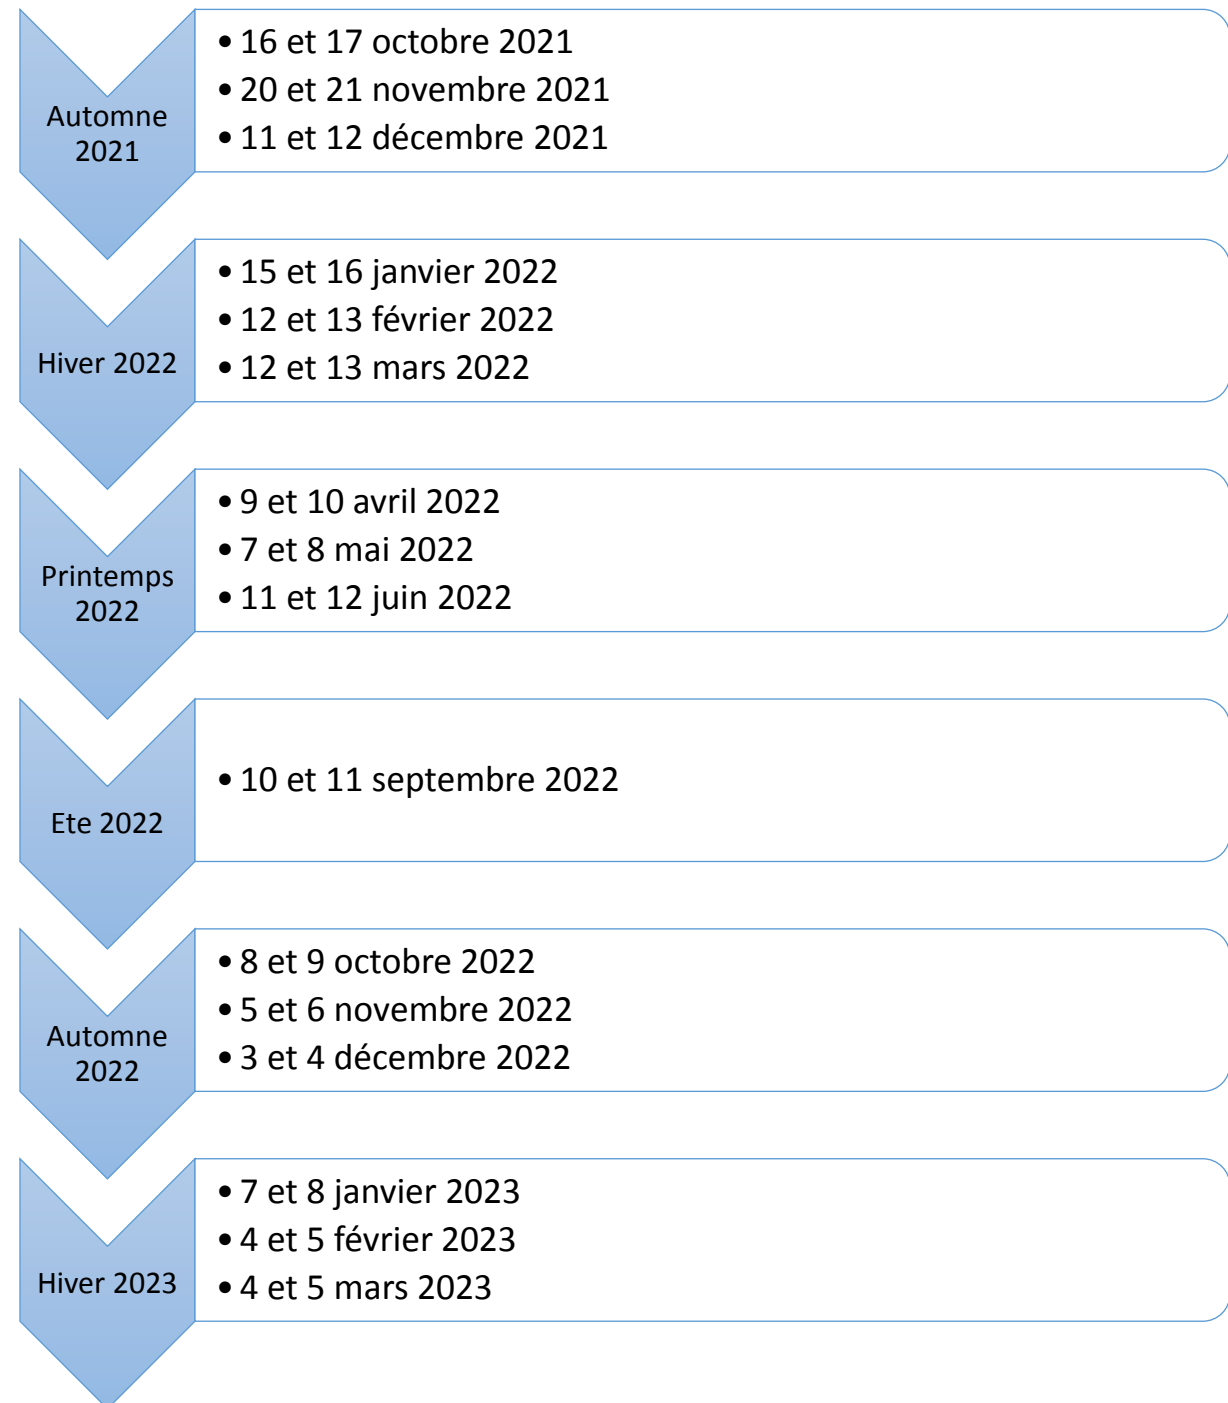 Automne
2021
• 16 et 17 octobre 2021
• 20 et 21 novembre 2021
• 11 et 12 décembre 2021
Hiver 2022
• 15 et 16 janvier 2022
• 12 et 13 février 2022
• 12 et 13 mars 2022
Printemps
2022
• 9 et 10 avril 2022
• 7 et 8 mai 2022
• 11 et 12 juin 2022
Ete 2022
• 10 et 11 septembre 2022
Automne
2022
• 8 et 9 octobre 2022
• 5 et 6 novembre 2022
• 3 et 4 décembre 2022
Hiver 2023
• 7 et 8 janvier 2023
• 4 et 5 février 2023
• 4 et 5 mars 2023